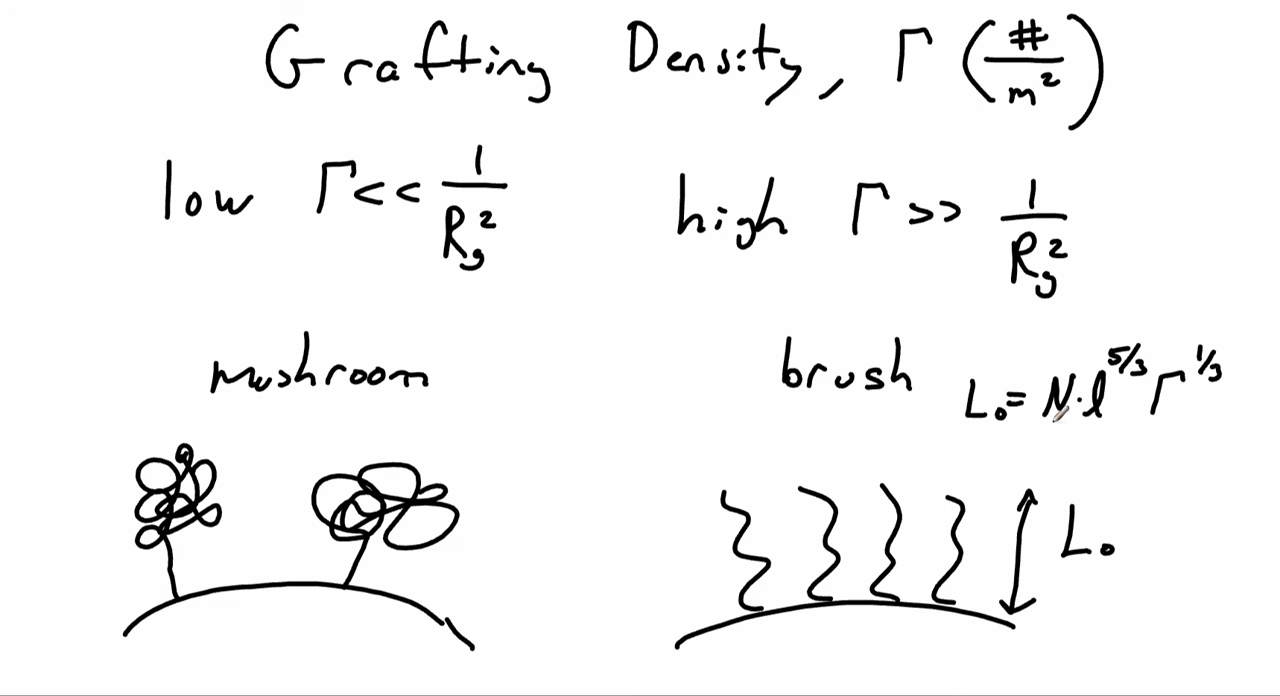 Grafting Density, Γ (#/m²)
low Γ<< 1/Rg²
high Γ >> 1/Rg²
mushroom
brush L₀= N·l^5/3 Γ^1/3
L₀